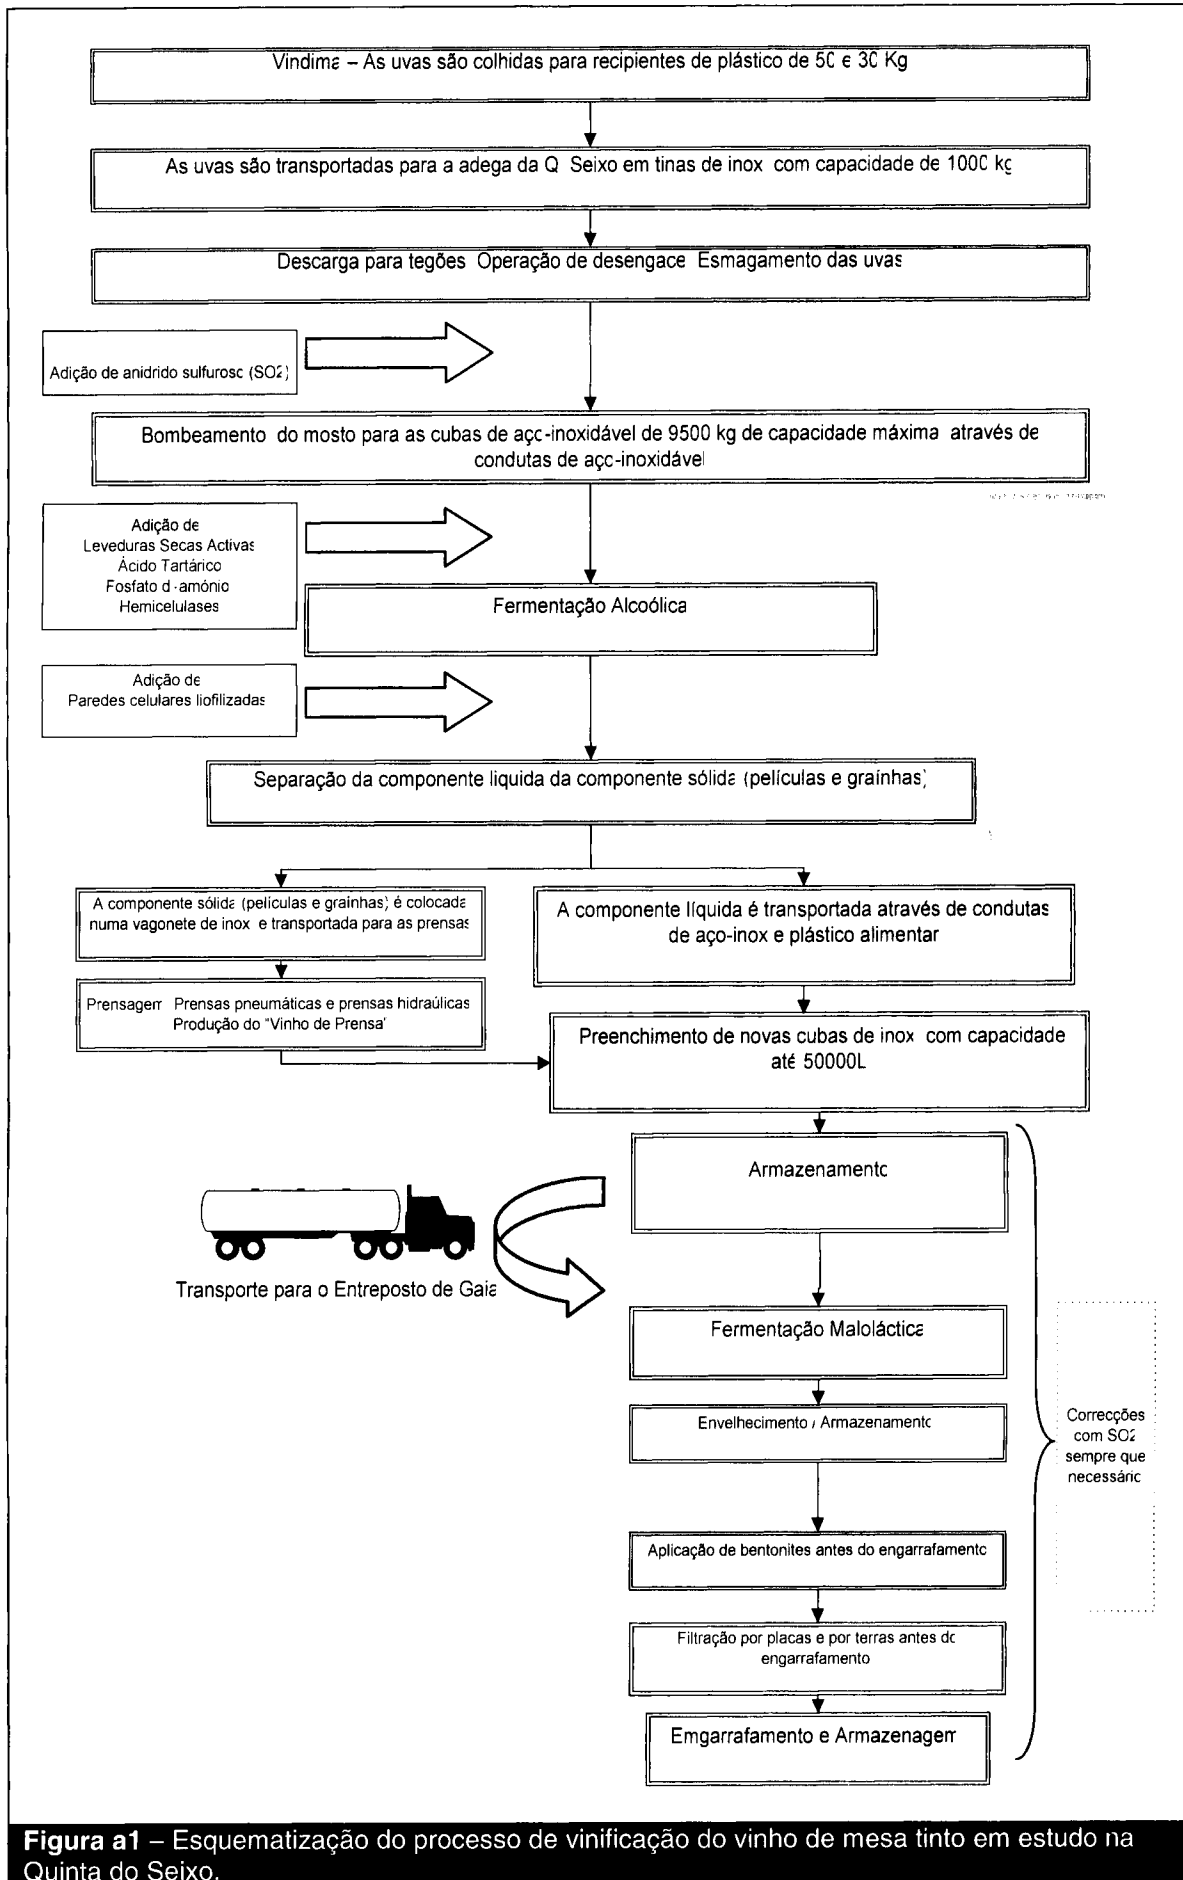 Vindima – As uvas são colhidas para recipientes de plástico de 50 e 30 Kg
As uvas são transportadas para a adega da Q Seixo em tinas de inox com capacidade de 1000 kg
Descarga para tegões Operação de desengace Esmagamento das uvas
Adição de anidrido sulfuroso (SO2)
Bombeamento do mosto para as cubas de aço-inoxidável de 9500 kg de capacidade máxima através de
condutas de aço-inoxidável
Adição de
Leveduras Secas Activas
Ácido Tartárico
Fosfato di-amónio
Hemicelulases
Fermentação Alcoólica
Adição de
Paredes celulares liofilizadas
Separação da componente liquida da componente sólida (películas e graínhas)
A componente sólida (películas e graínhas) é colocada
numa vagonete de inox e transportada para as prensas
A componente líquida é transportada através de condutas
de aço-inox e plástico alimentar
Prensagem Prensas pneumáticas e prensas hidraúlicas
Produção do "Vinho de Prensa"
Preenchimento de novas cubas de inox com capacidade
até 50000L
Armazenamento
Transporte para o Entreposto de Gaia
Fermentação Maloláctica
Envelhecimento / Armazenamento
Correcções
com SO2
sempre que
necessário
Aplicação de bentonites antes do engarrafamento
Filtração por placas e por terras antes do
engarrafamento
Emgarrafamento e Armazenagem
Figura a1 – Esquematização do processo de vinificação do vinho de mesa tinto em estudo na
Quinta do Seixo.